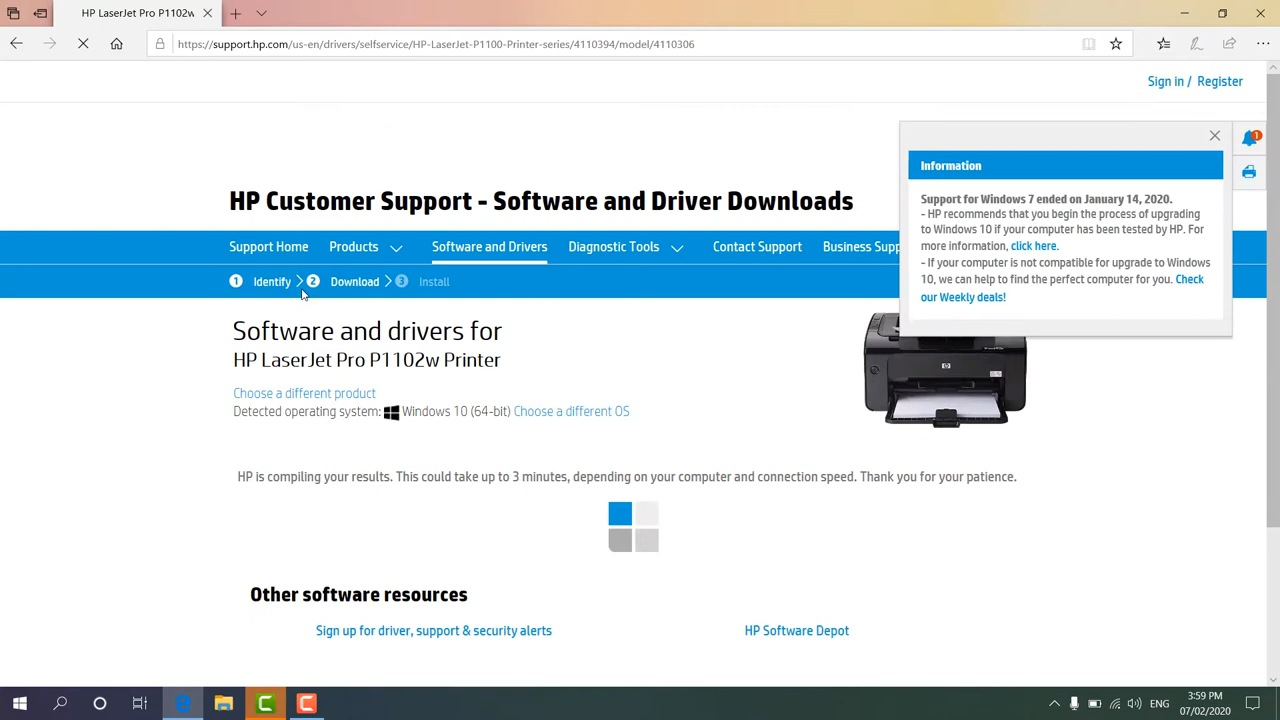 HP LaserJet Pro P1102w
https://support.hp.com/us-en/drivers/selfservice/HP-LaserJet-P1100-Printer-series/4110394/model/4110306
Sign in / Register
1
Information
Support for Windows 7 ended on January 14, 2020.
- HP recommends that you begin the process of upgrading
to Windows 10 if your computer has been tested by HP. For
more information, click here.
- If your computer is not compatible for upgrade to Windows
10, we can help to find the perfect computer for you. Check
our Weekly deals!
HP Customer Support - Software and Driver Downloads
Support Home Products Software and Drivers Diagnostic Tools Contact Support Business Supp
1 Identify 2 Download 3 Install
Software and drivers for
HP LaserJet Pro P1102w Printer
Choose a different product
Detected operating system: Windows 10 (64-bit) Choose a different OS
hp
HP is compiling your results. This could take up to 3 minutes, depending on your computer and connection speed. Thank you for your patience.
Other software resources
Sign up for driver, support & security alerts HP Software Depot
ENG
3:59 PM
07/02/2020